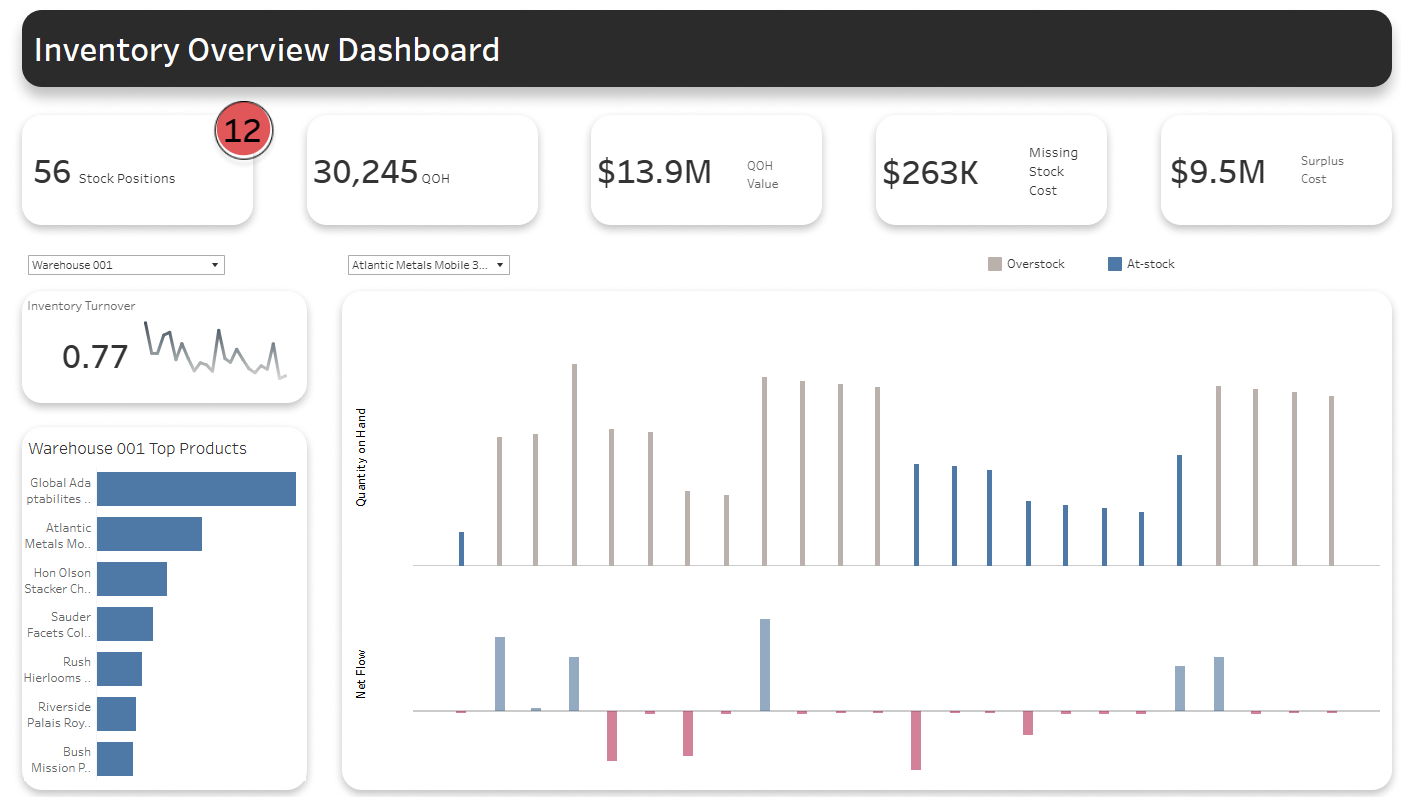 Inventory Overview Dashboard
12
56 Stock Positions
30,245 QOH
$13.9M
QOH
Value
$263K
Missing
Stock
Cost
$9.5M
Surplus
Cost
Warehouse 001
Atlantic Metals Mobile 3...
Overstock
At-stock
Inventory Turnover
0.77
Warehouse 001 Top Products
Global Ada
ptabilites ..
Atlantic
Metals Mo..
Hon Olson
Stacker Ch..
Sauder
Facets Col..
Rush
Hierlooms ..
Riverside
Palais Roy..
Bush
Mission P..
Quantity on Hand
Net Flow